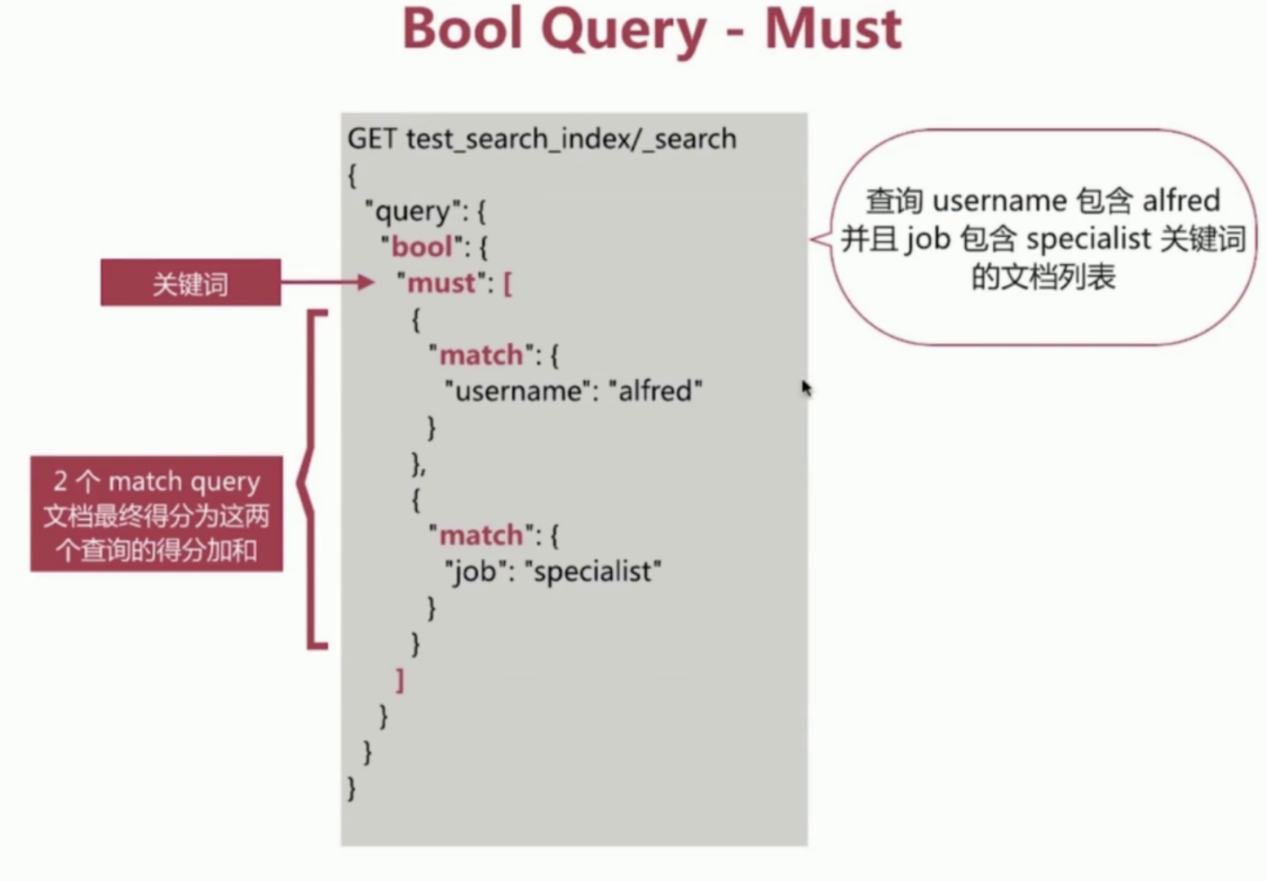 Bool Query - Must
GET test_search_index/_search
{
"query": {
"bool": {
"must": [
{
"match": {
"username": "alfred"
}
},
{
"match": {
"job": "specialist"
}
}
]
}
}
}
关键词
2 个 match query
文档最终得分为这两
个查询的得分加和
查询 username 包含 alfred
并且 job 包含 specialist 关键词
的文档列表